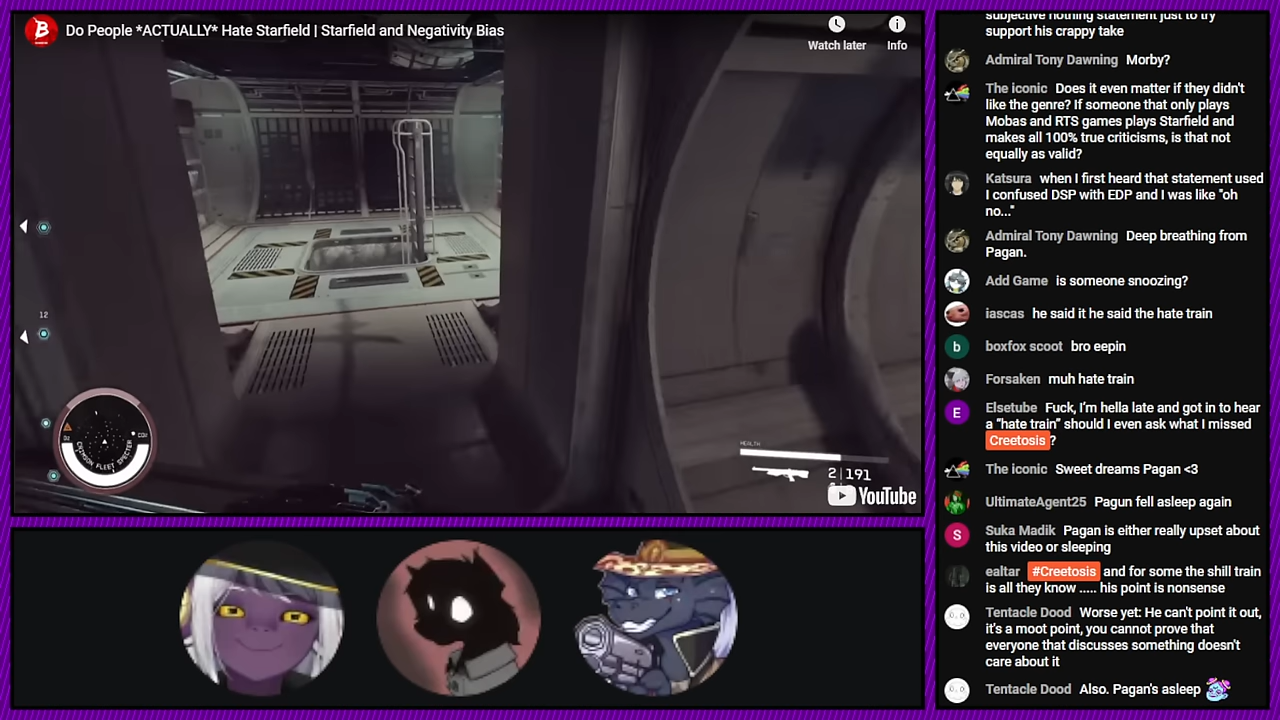 Do People *ACTUALLY* Hate Starfield | Starfield and Negativity Bias
Watch later
Info
12
CRIMSON FLEET SPECTER
HEALTH
2|191
YouTube
subjective nothing statement just to try
support his crappy take
Admiral Tony Dawning Morby?
The iconic Does it even matter if they didn't
like the genre? If someone that only plays
Mobas and RTS games plays Starfield and
makes all 100% true criticisms, is that not
equally as valid?
Katsura when I first heard that statement used
I confused DSP with EDP and I was like "oh
no..."
Admiral Tony Dawning Deep breathing from
Pagan.
Add Game is someone snoozing?
iascas he said it he said the hate train
b
boxfox scoot bro eepin
Forsaken muh hate train
E
Elsetube Fuck, I'm hella late and got in to hear
a "hate train" should I even ask what I missed
Creetosis ?
The iconic Sweet dreams Pagan <3
UltimateAgent25 Pagun fell asleep again
S
Suka Madik Pagan is either really upset about
this video or sleeping
ealtar #Creetosis and for some the shill train
is all they know ..... his point is nonsense
Tentacle Dood Worse yet: He can't point it out,
it's a moot point, you cannot prove that
everyone that discusses something doesn't
care about it
Tentacle Dood Also. Pagan's asleep